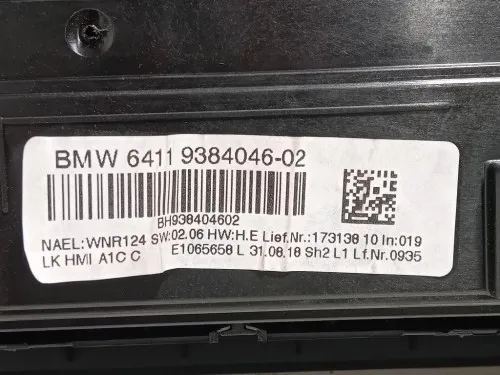 BMW 6411 9384046-02
BH938404602
NAEL:WNR124 SW:02.06 HW:H.E Lief.Nr.:173138 10 In:019
LK HMI A1C C E1065658 L 31.08.18 Sh2 L1 Lf.Nr.0935